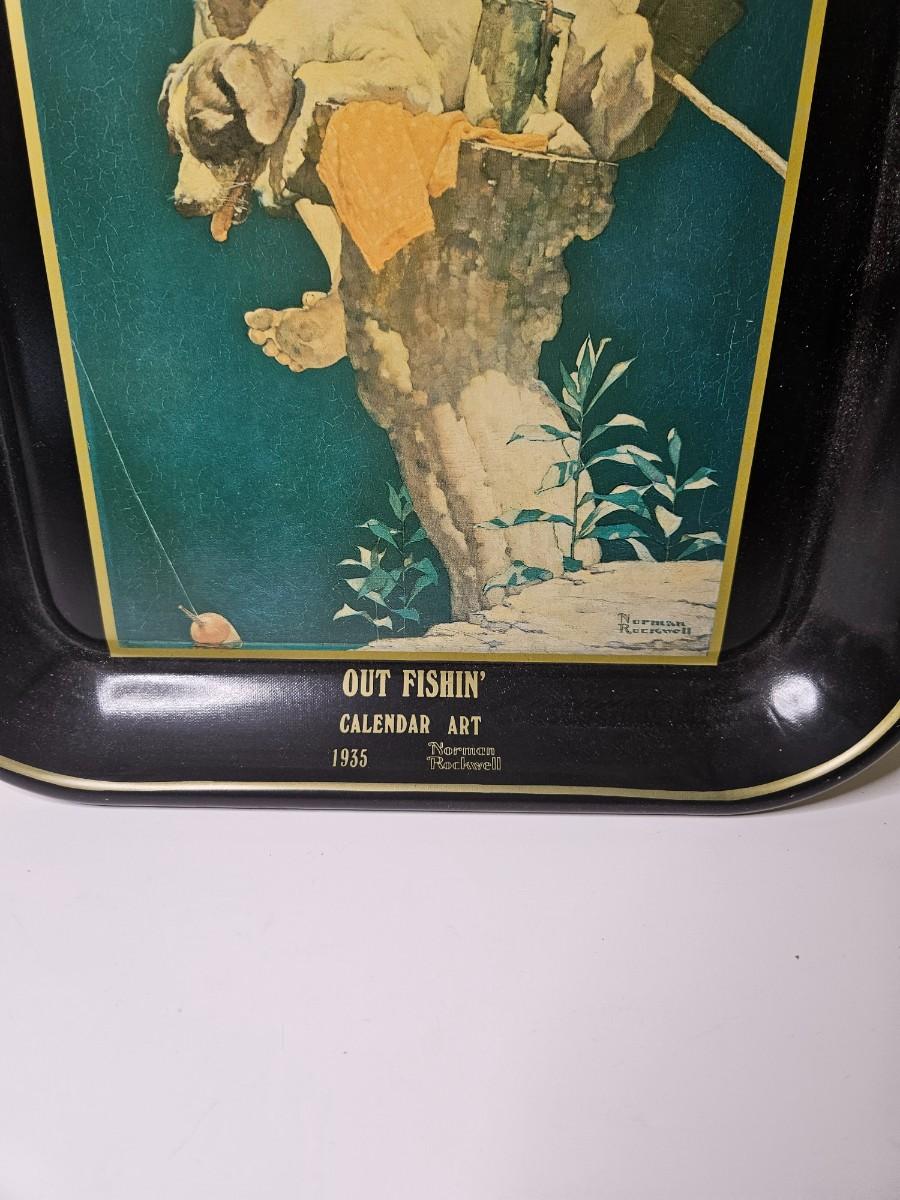 Norman
Rockwell
OUT FISHIN'
CALENDAR ART
1935 Norman
Rockwell